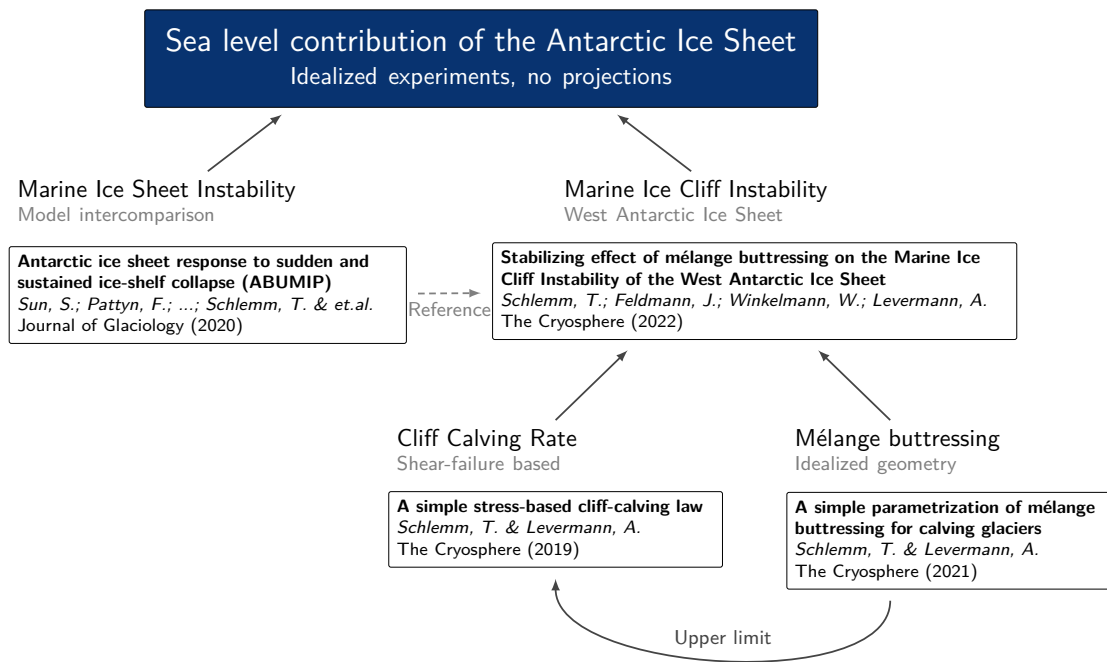 Sea level contribution of the Antarctic Ice Sheet
Idealized experiments, no projections
Marine Ice Sheet Instability
Model intercomparison
Antarctic ice sheet response to sudden and
sustained ice-shelf collapse (ABUMIP)
Sun, S.; Pattyn, F.; ...; Schlemm, T. & et.al.
Journal of Glaciology (2020)
Reference
Marine Ice Cliff Instability
West Antarctic Ice Sheet
Stabilizing effect of mélange buttressing on the Marine Ice
Cliff Instability of the West Antarctic Ice Sheet
Schlemm, T.; Feldmann, J.; Winkelmann, W.; Levermann, A.
The Cryosphere (2022)
Cliff Calving Rate
Shear-failure based
A simple stress-based cliff-calving law
Schlemm, T. & Levermann, A.
The Cryosphere (2019)
Mélange buttressing
Idealized geometry
A simple parametrization of mélange
buttressing for calving glaciers
Schlemm, T. & Levermann, A.
The Cryosphere (2021)
Upper limit